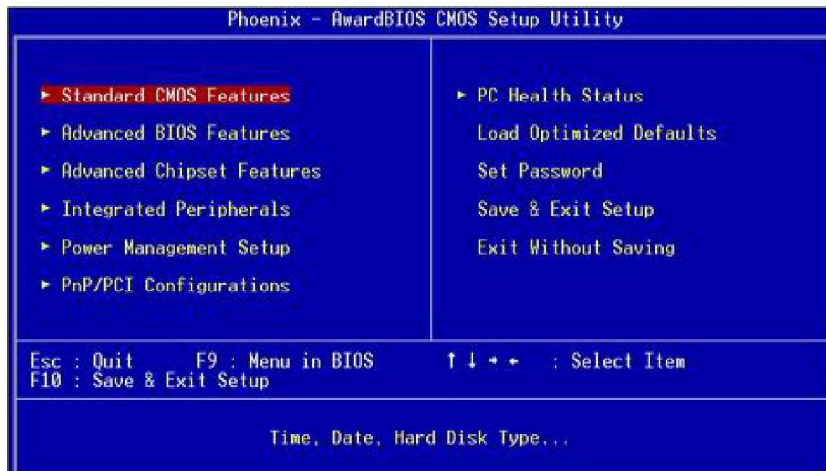 Phoenix - AwardBIOS CMOS Setup Utility
► Standard CMOS Features
► Advanced BIOS Features
► Advanced Chipset Features
► Integrated Peripherals
► Power Management Setup
► PnP/PCI Configurations
► PC Health Status
Load Optimized Defaults
Set Password
Save & Exit Setup
Exit Without Saving
Esc : Quit F9 : Menu in BIOS ↑ ↓ → ← : Select Item
F10 : Save & Exit Setup
Time, Date, Hard Disk Type...